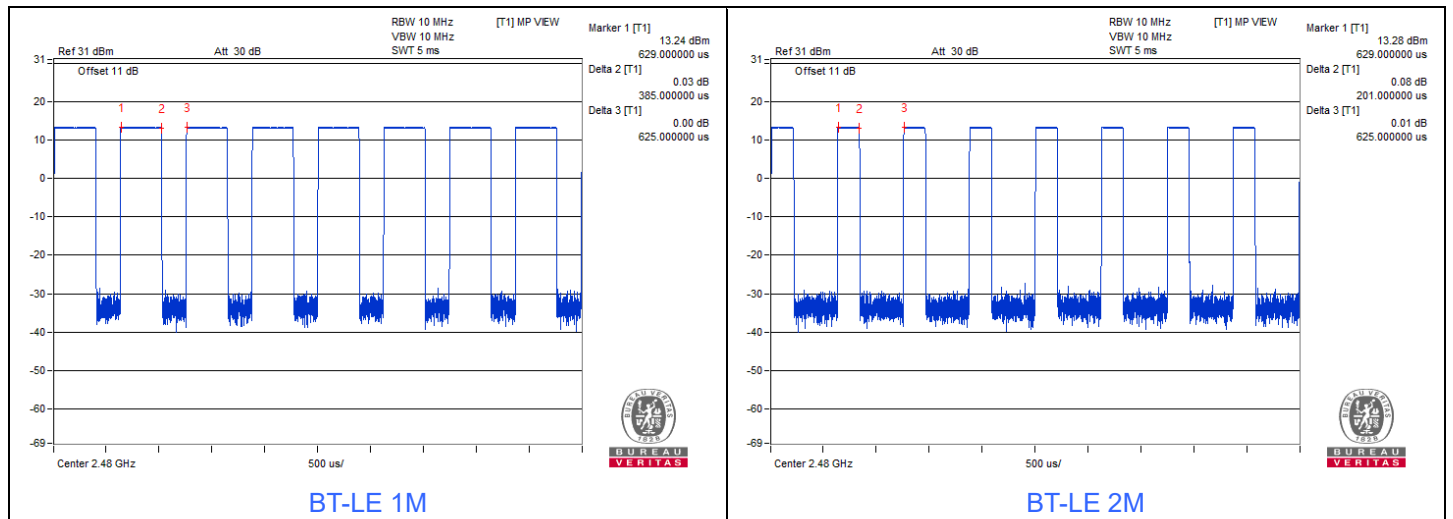 RBW 10 MHz [T1] MP VIEW
VBW 10 MHz
Ref 31 dBm Att 30 dB SWT 5 ms
Marker 1 [T1]
13.24 dBm
629.000000 us
Delta 2 [T1]
0.03 dB
385.000000 us
Delta 3 [T1]
0.00 dB
625.000000 us
31
Offset 11 dB
20
1 2 3
10
0
-10
-20
-30
-40
-50
-60
-69
Center 2.48 GHz 500 us/
BUREAU VERITAS
1828
BUREAU
VERITAS
BT-LE 1M
RBW 10 MHz [T1] MP VIEW
VBW 10 MHz
Ref 31 dBm Att 30 dB SWT 5 ms
Marker 1 [T1]
13.28 dBm
629.000000 us
Delta 2 [T1]
0.08 dB
201.000000 us
Delta 3 [T1]
0.01 dB
625.000000 us
31
Offset 11 dB
20
1 2 3
10
0
-10
-20
-30
-40
-50
-60
-69
Center 2.48 GHz 500 us/
BUREAU VERITAS
1828
BUREAU
VERITAS
BT-LE 2M